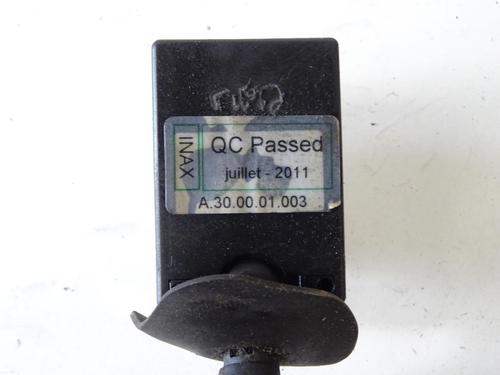 INAX
QC Passed
juillet - 2011
A.30.00.01.003